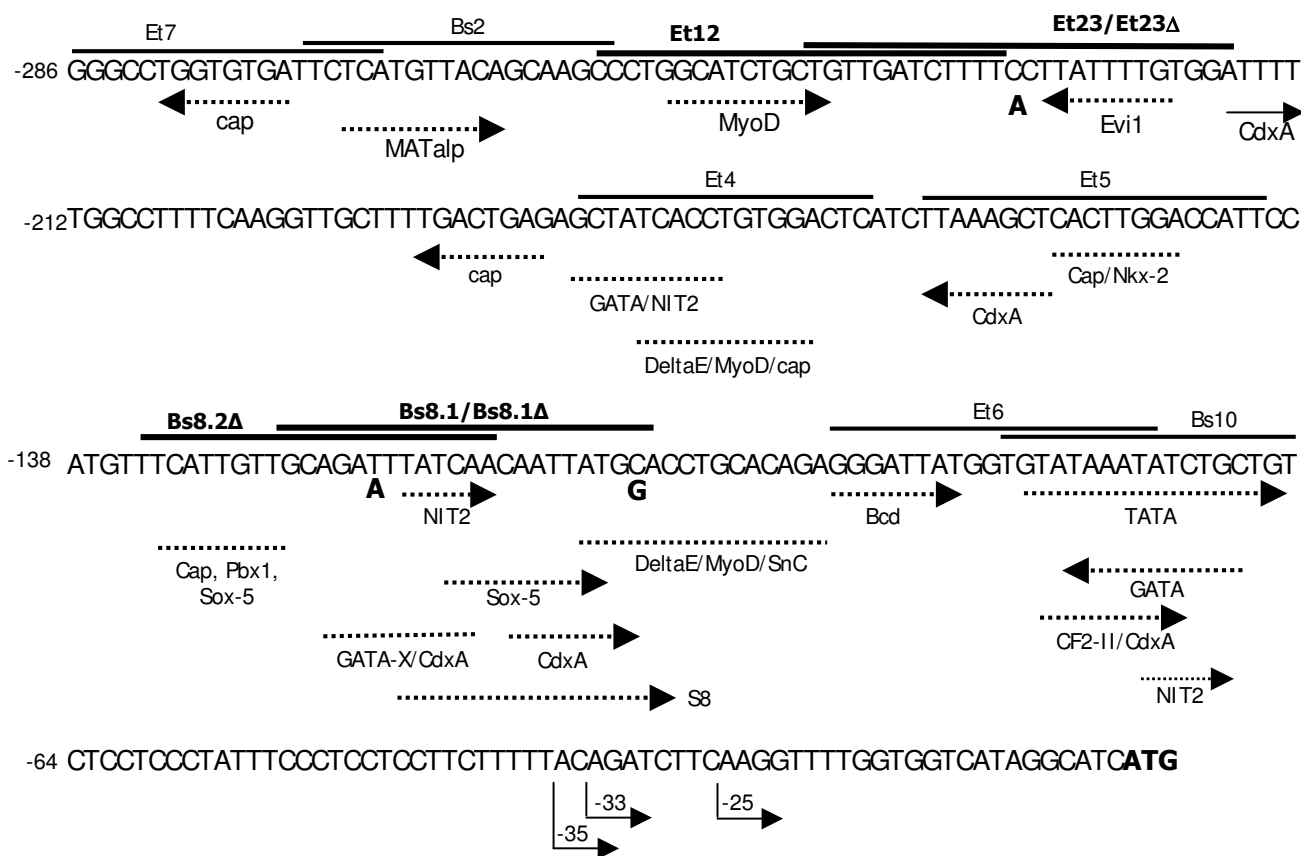 Et7 Bs2 Et12 Et23/Et23Δ
-286 GGGCCTGGTGTGATTCTCATGTTACAGCAAGCCCTGGCATCTGCTGTTGATCTTTTCCTTATTTTGTGGATTTT
cap MATalp MyoD A Evi1 CdxA
Et4 Et5
-212 TGGCCTTTTCAAGGTTGCTTTTGACTGAGAGCTATCACCTGTGGACTCATCTTAAAGCTCACTTGGACCATTCC
cap GATA/NIT2 Cap/Nkx-2
CdxA
DeltaE/MyoD/cap
Bs8.2Δ Bs8.1/Bs8.1Δ Et6 Bs10
-138 ATGTTTCATTGTTGCAGATTTATCAACAATTATGCACCTGCACAGAGGGATTATGGTGTATAAATATCTGCTGT
A NIT2 G Bcd TATA
Cap, Pbx1,
Sox-5
DeltaE/MyoD/SnC
Sox-5 GATA
GATA-X/CdxA CdxA CF2-II/CdxA
S8 NIT2
-64 CTCCTCCCTATTTCCCTCCTCCTTCTTTTTACAGATCTTCAAGGTTTTGGTGGTCATAGGCATCATG
-33 -25
-35